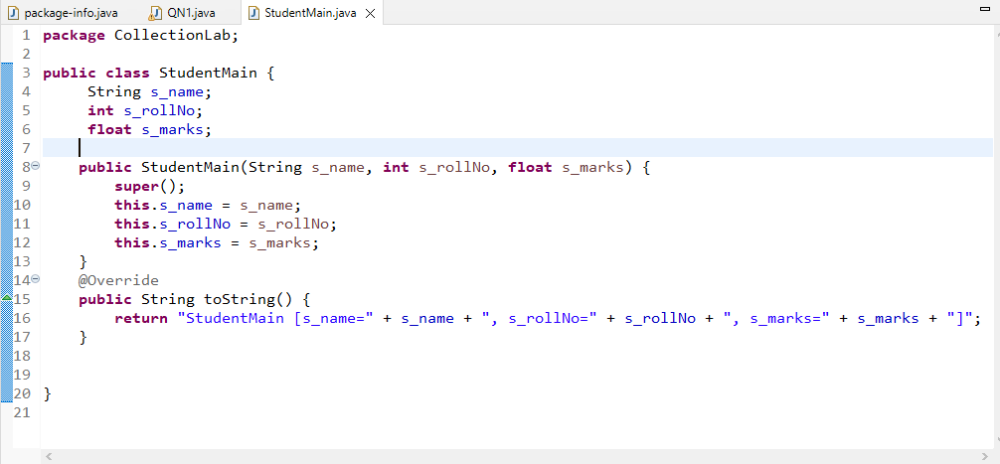 package-info.java QN1.java StudentMain.java
1 package CollectionLab;
2
3 public class StudentMain {
4 String s_name;
5 int s_rollNo;
6 float s_marks;
7
8 public StudentMain(String s_name, int s_rollNo, float s_marks) {
9 super();
10 this.s_name = s_name;
11 this.s_rollNo = s_rollNo;
12 this.s_marks = s_marks;
13 }
14 @Override
15 public String toString() {
16 return "StudentMain [s_name=" + s_name + ", s_rollNo=" + s_rollNo + ", s_marks=" + s_marks + "]";
17 }
18
19
20 }
21